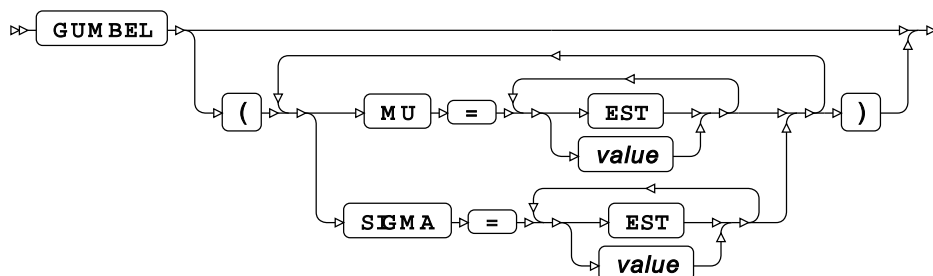 GUMBEL
( MU = EST )
value
SIGMA = EST
value